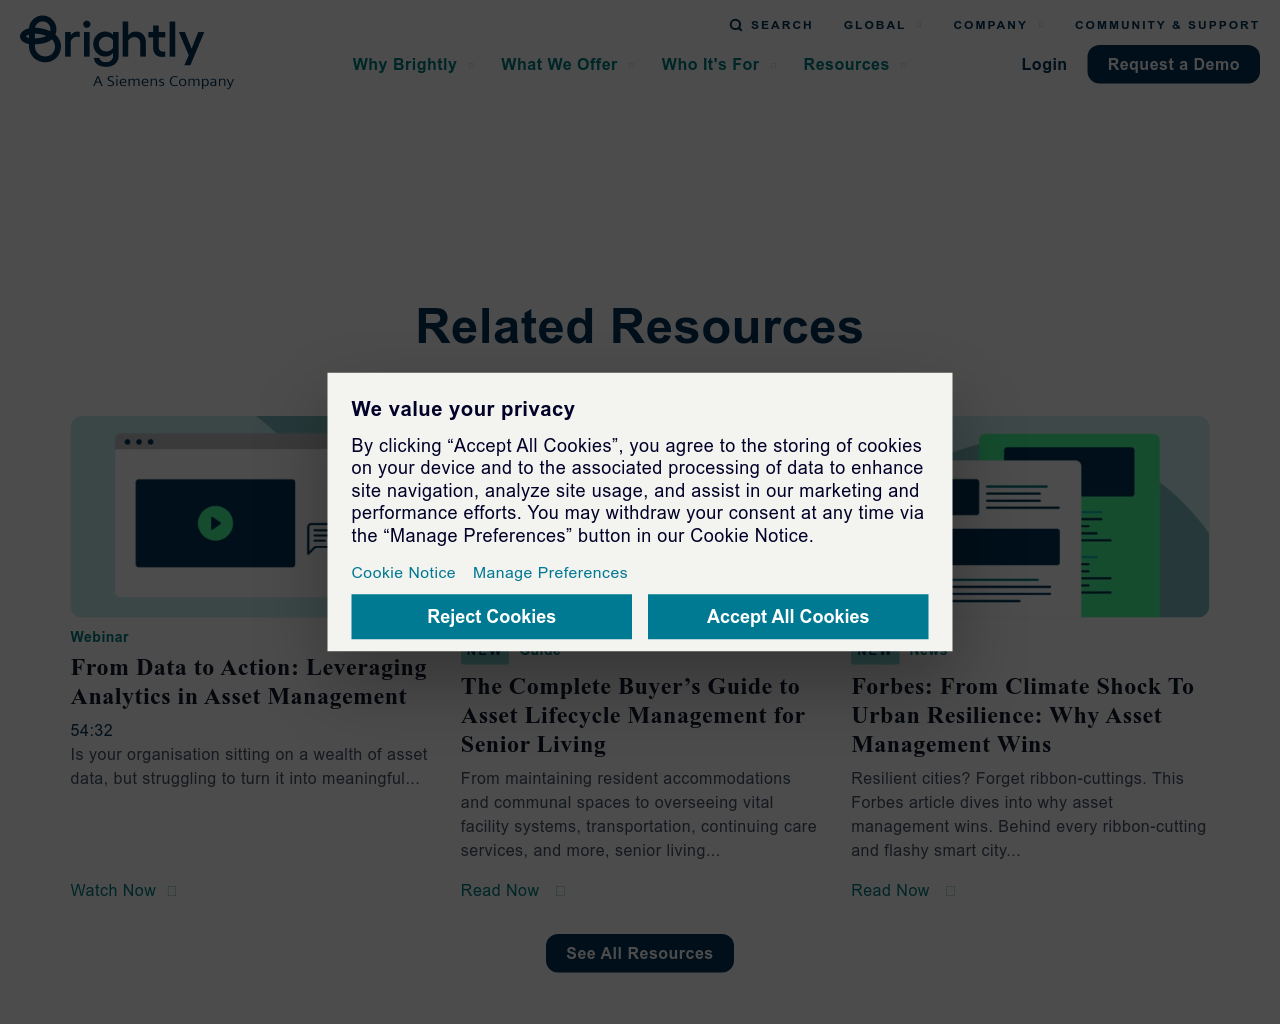 Brightly
A Siemens Company
SEARCH
GLOBAL
COMPANY
COMMUNITY & SUPPORT
Why Brightly
What We Offer
Who It's For
Resources
Login
Request a Demo
Related Resources
We value your privacy
By clicking “Accept All Cookies”, you agree to the storing of cookies
on your device and to the associated processing of data to enhance
site navigation, analyze site usage, and assist in our marketing and
performance efforts. You may withdraw your consent at any time via
the “Manage Preferences” button in our Cookie Notice.
Cookie Notice
Manage Preferences
Reject Cookies
Accept All Cookies
Webinar
From Data to Action: Leveraging
Analytics in Asset Management
54:32
Is your organisation sitting on a wealth of asset
data, but struggling to turn it into meaningful...
Watch Now
NEW
Guide
The Complete Buyer’s Guide to
Asset Lifecycle Management for
Senior Living
From maintaining resident accommodations
and communal spaces to overseeing vital
facility systems, transportation, continuing care
services, and more, senior living...
Read Now
NEW
News
Forbes: From Climate Shock To
Urban Resilience: Why Asset
Management Wins
Resilient cities? Forget ribbon-cuttings. This
Forbes article dives into why asset
management wins. Behind every ribbon-cutting
and flashy smart city...
Read Now
See All Resources